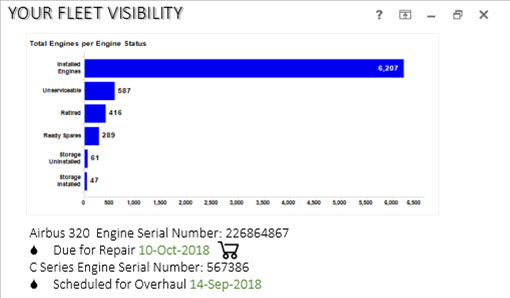 YOUR FLEET VISIBILITY
?
Total Engines per Engine Status
Installed
Engines
6,207
Unserviceable
587
Retired
416
Ready Spares
289
Storage
Uninstalled
61
Storage
Installed
47
0 500 1,000 1,500 2,000 2,500 3,000 3,500 4,000 4,500 5,000 5,500 6,000 6,500
Airbus 320 Engine Serial Number: 226864867
Due for Repair 10-Oct-2018
C Series Engine Serial Number: 567386
Scheduled for Overhaul 14-Sep-2018